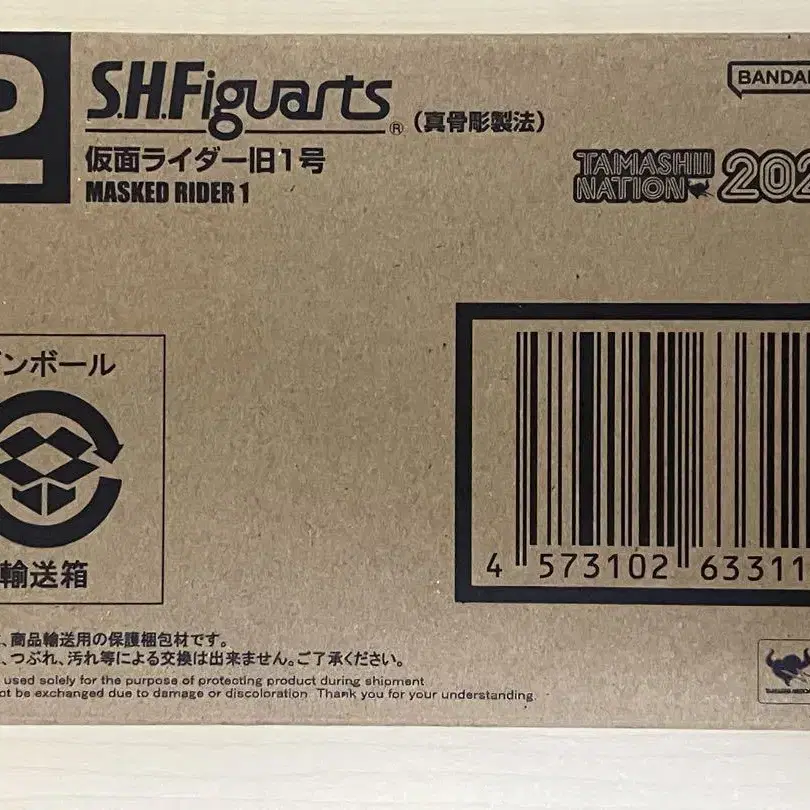 S.H.Figuarts® (真骨彫製法)
仮面ライダー旧1号
MASKED RIDER 1
BANDAI
TAMASHII
NATION 202
ンボール
輸送箱
4 573102 63311
、商品輸送用の保護梱包材です。
、つぶれ、汚れ等による交換は出来ません。ご了承ください。
used solely for the purpose of protecting product during shipment
ot be exchanged due to damage or discoloration. Thank you for your understanding.